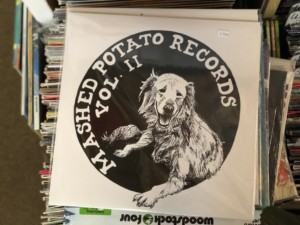 MASHED POTATO RECORDS
VOL. II
woodstock four